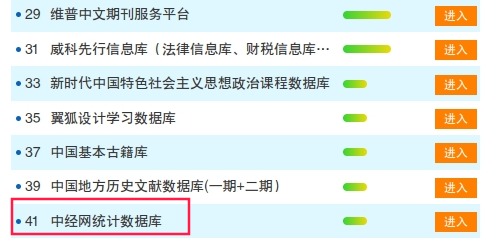 29 维普中文期刊服务平台 进入
31 威科先行信息库（法律信息库、财税信息库… 进入
33 新时代中国特色社会主义思想政治课程数据库 进入
35 翼狐设计学习数据库 进入
37 中国基本古籍库 进入
39 中国地方历史文献数据库(一期+二期） 进入
41 中经网统计数据库 进入